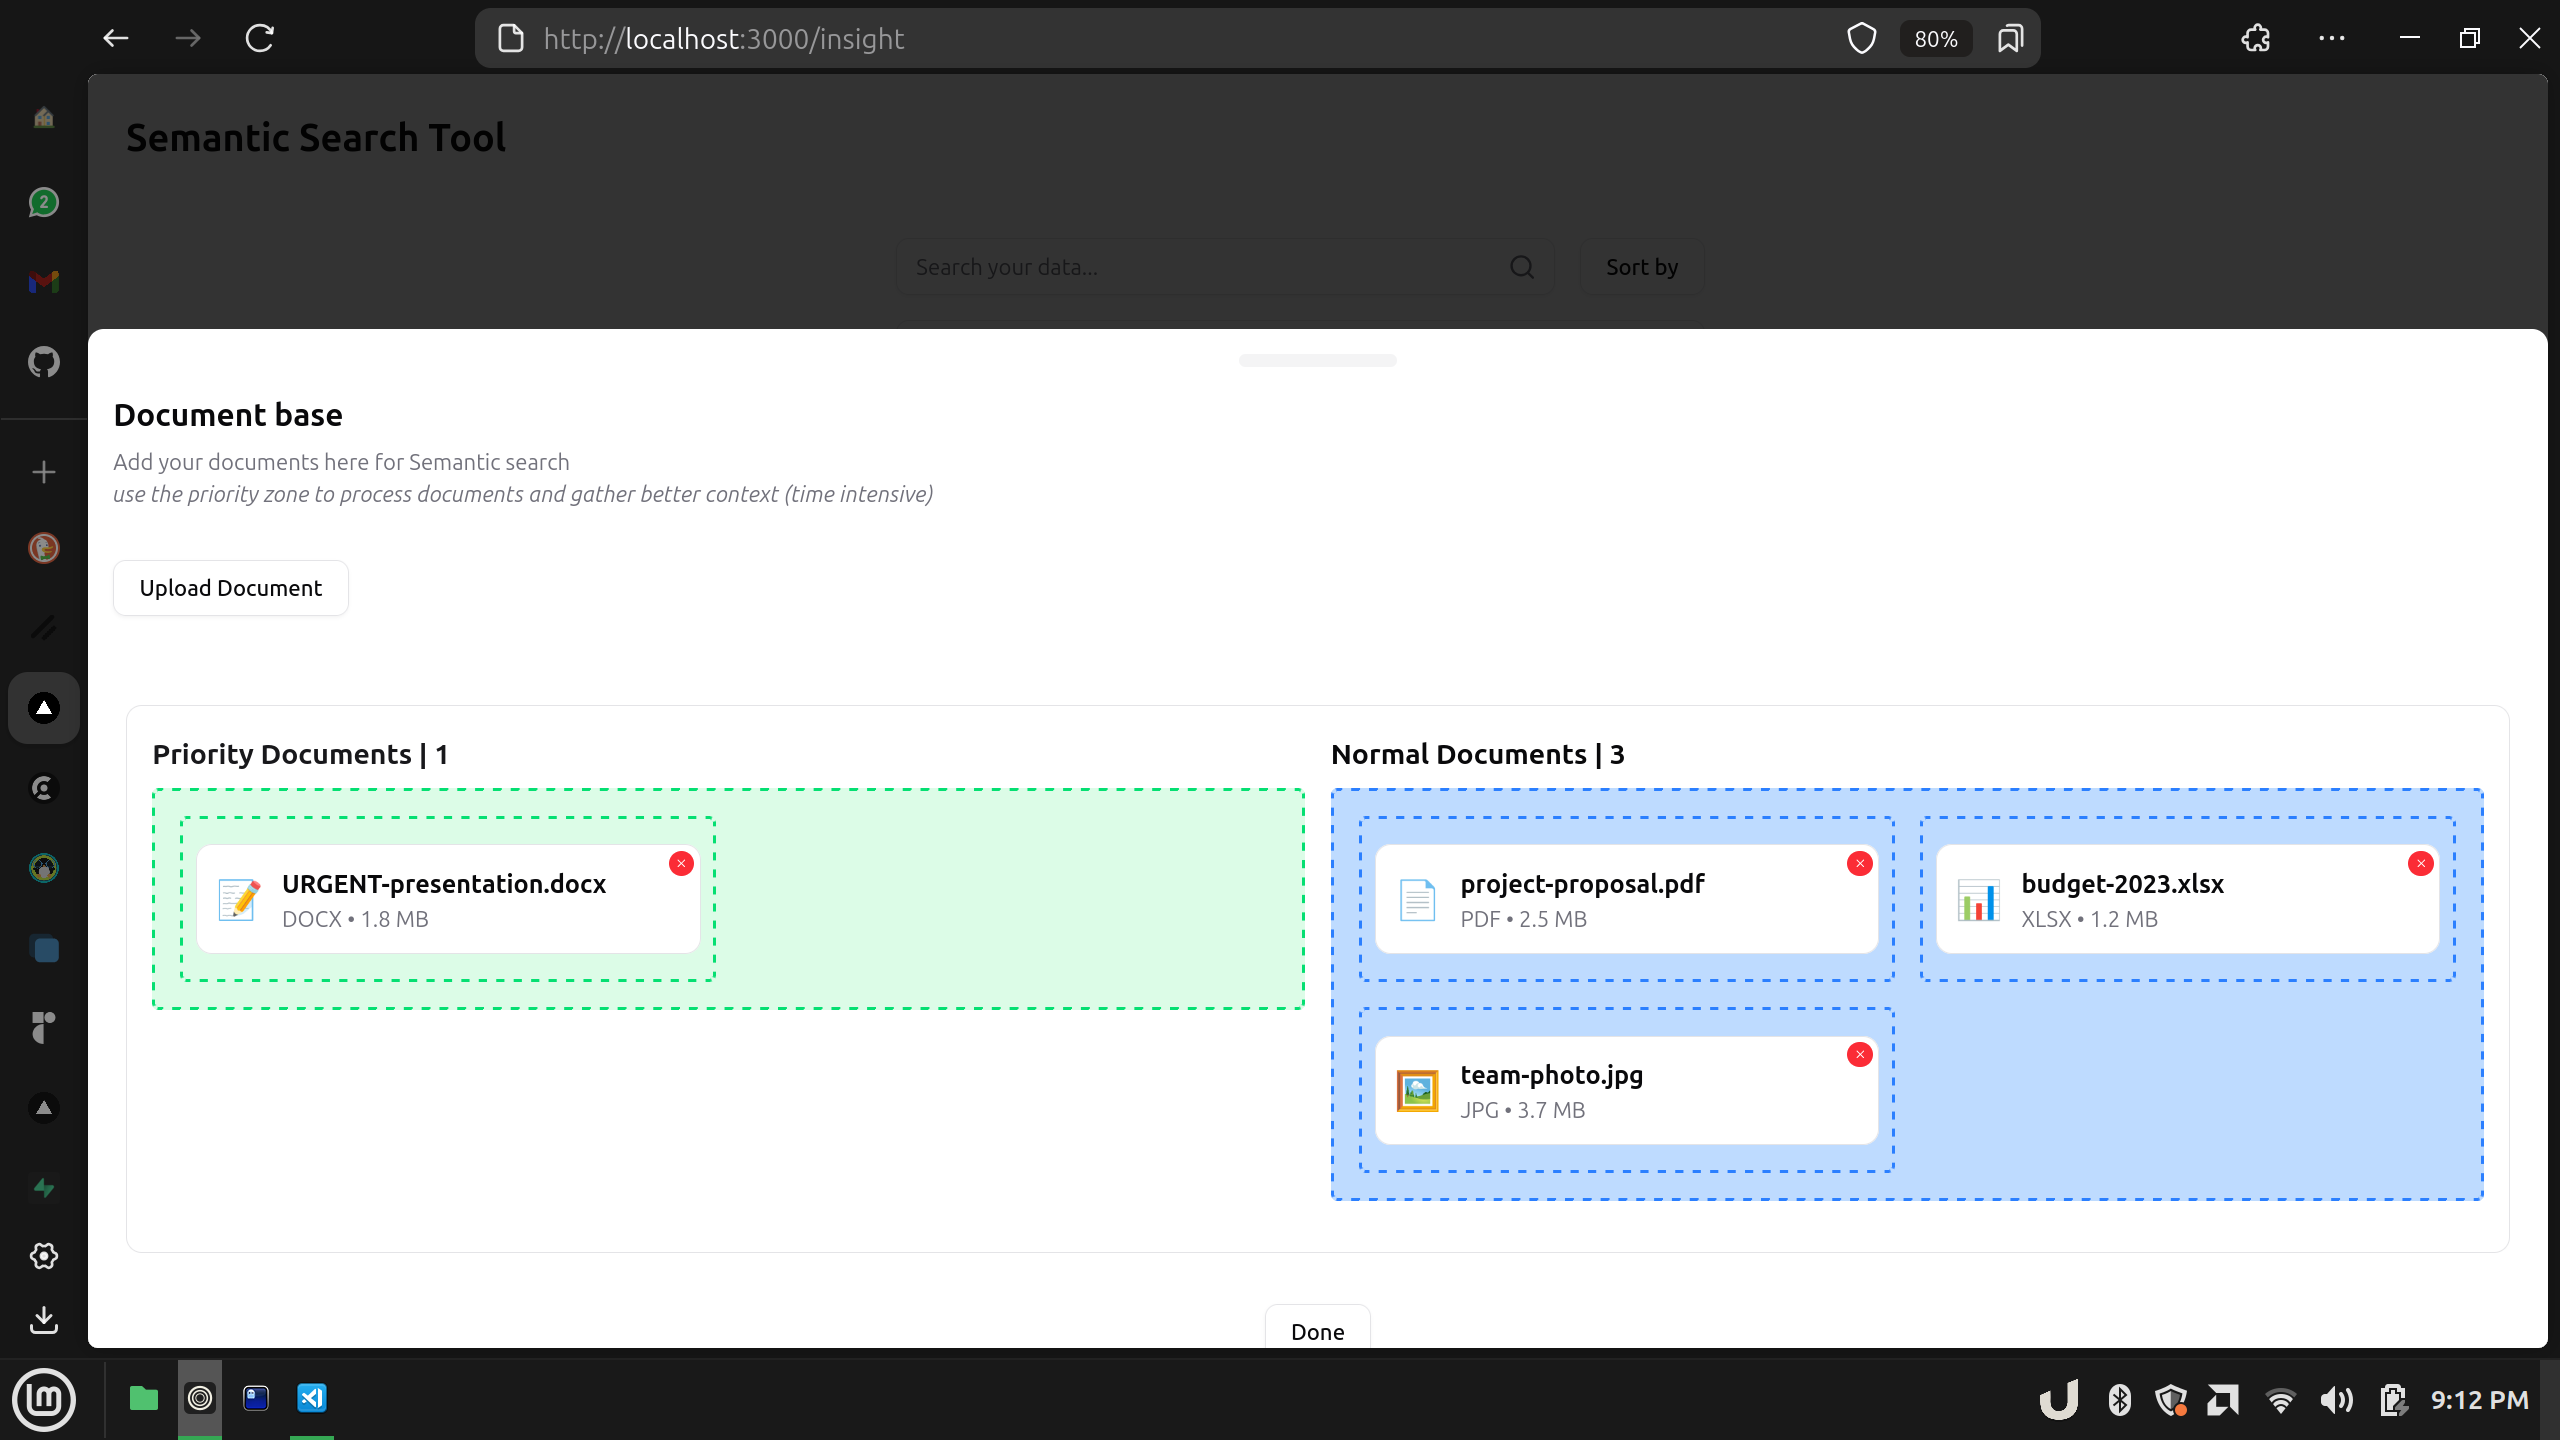 http://localhost:3000/insight
80%
2
Semantic Search Tool
Search your data...
Sort by
Document base
Add your documents here for Semantic search
use the priority zone to process documents and gather better context (time intensive)
Upload Document
Priority Documents | 1
URGENT-presentation.docx
DOCX • 1.8 MB
Normal Documents | 3
project-proposal.pdf
PDF • 2.5 MB
budget-2023.xlsx
XLSX • 1.2 MB
team-photo.jpg
JPG • 3.7 MB
Done
9:12 PM